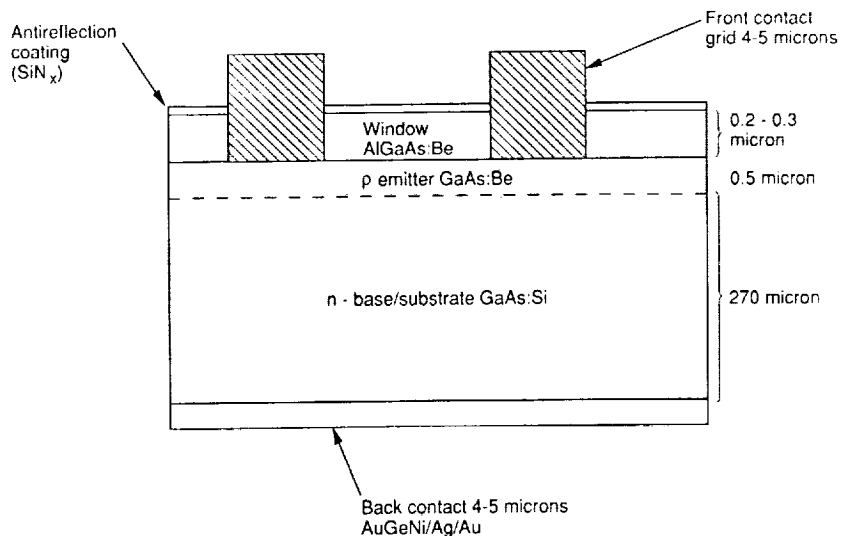 Antireflection
coating
(SiNx)
Front contact
grid 4-5 microns
Window
AlGaAs:Be
0.2 - 0.3
micron
ρ emitter GaAs:Be
0.5 micron
n - base/substrate GaAs:Si
270 micron
Back contact 4-5 microns
AuGeNi/Ag/Au